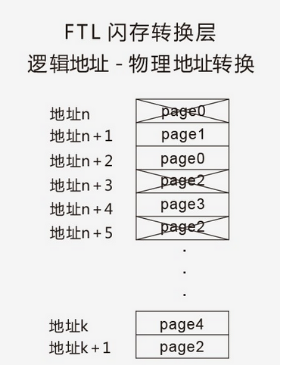 FTL 闪存转换层
逻辑地址 - 物理地址转换
地址n page0
地址n+1 page1
地址n+2 page0
地址n+3 page2
地址n+4 page3
地址n+5 page2
.
.
.
地址k page4
地址k+1 page2